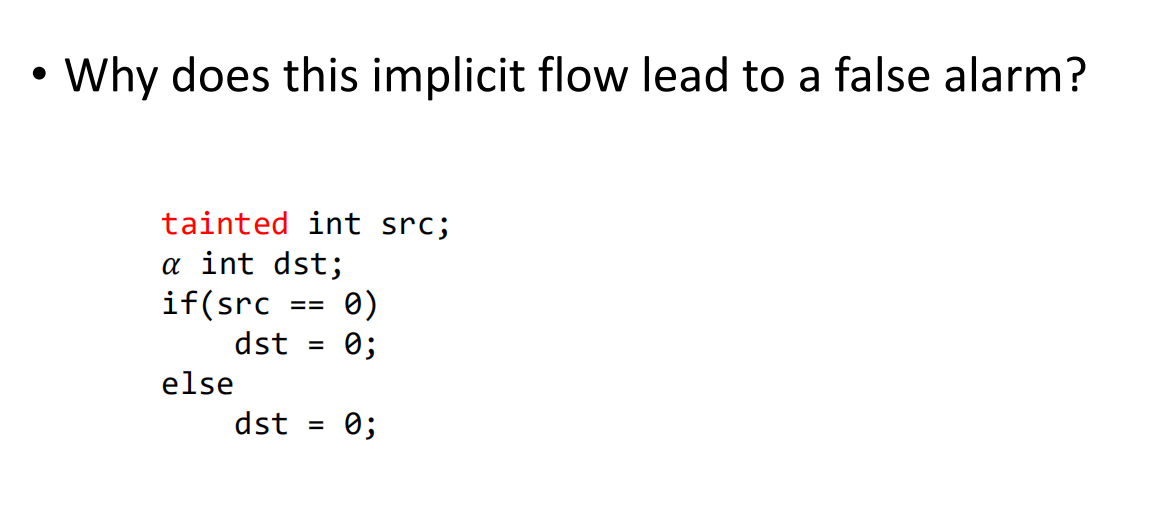 • Why does this implicit flow lead to a false alarm?
tainted int src;
α int dst;
if(src == 0)
    dst = 0;
else
    dst = 0;